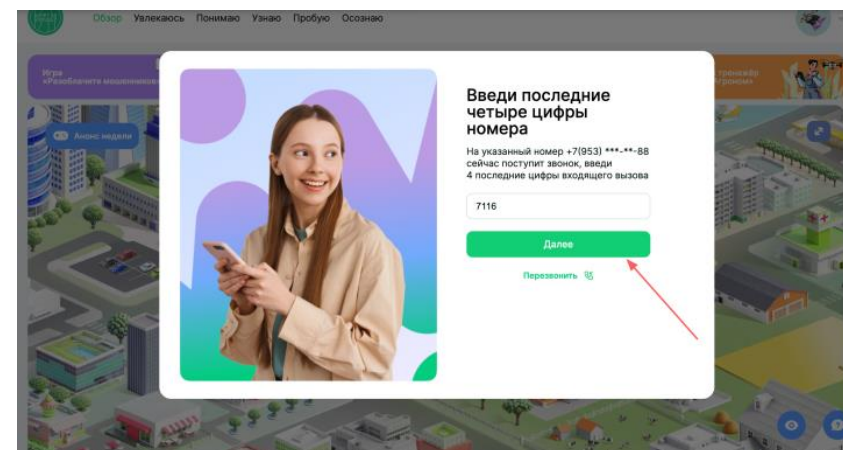 Обзор Увлекаюсь Понимаю Узнаю Пробую Осознаю
Игра
«Разоблачите мошенников»
тренажёр
Агроном»
Анонс недели
Введи последние
четыре цифры
номера
На указанный номер +7(953) ***-**-88
сейчас поступит звонок, введи
4 последние цифры входящего вызова
7116
Далее
Перезвонить